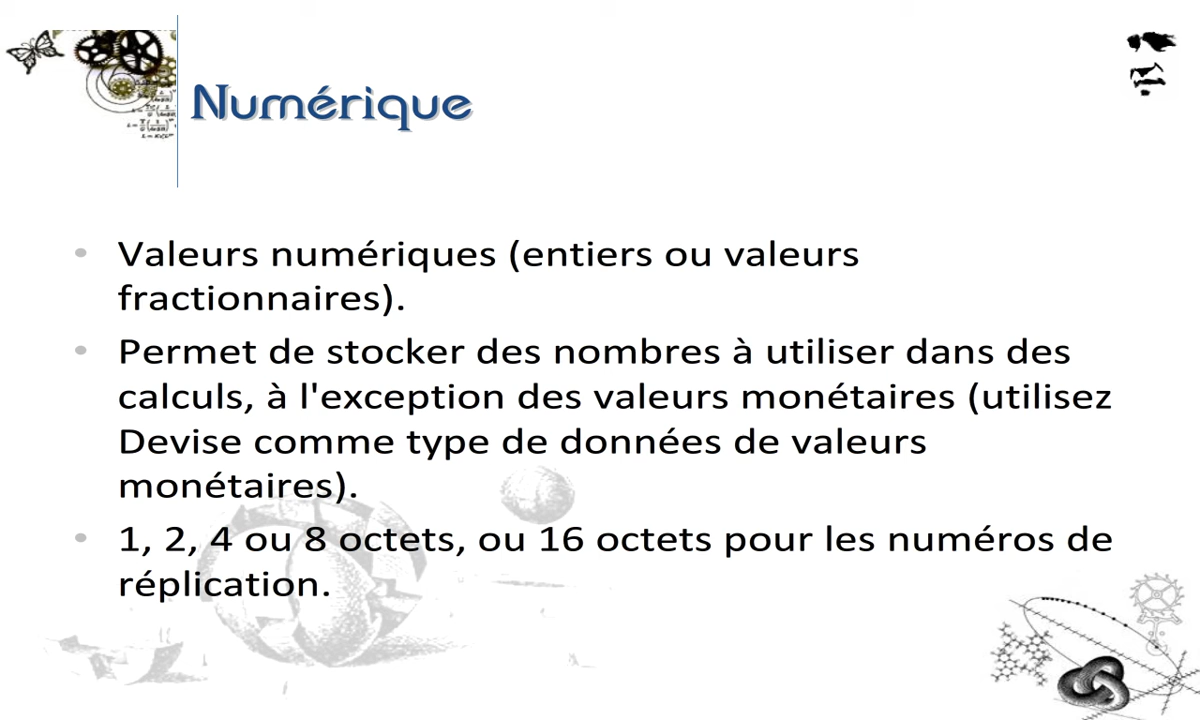 Numérique
• Valeurs numériques (entiers ou valeurs
fractionnaires).
• Permet de stocker des nombres à utiliser dans des
calculs, à l'exception des valeurs monétaires (utilisez
Devise comme type de données de valeurs
monétaires).
• 1, 2, 4 ou 8 octets, ou 16 octets pour les numéros de
réplication.